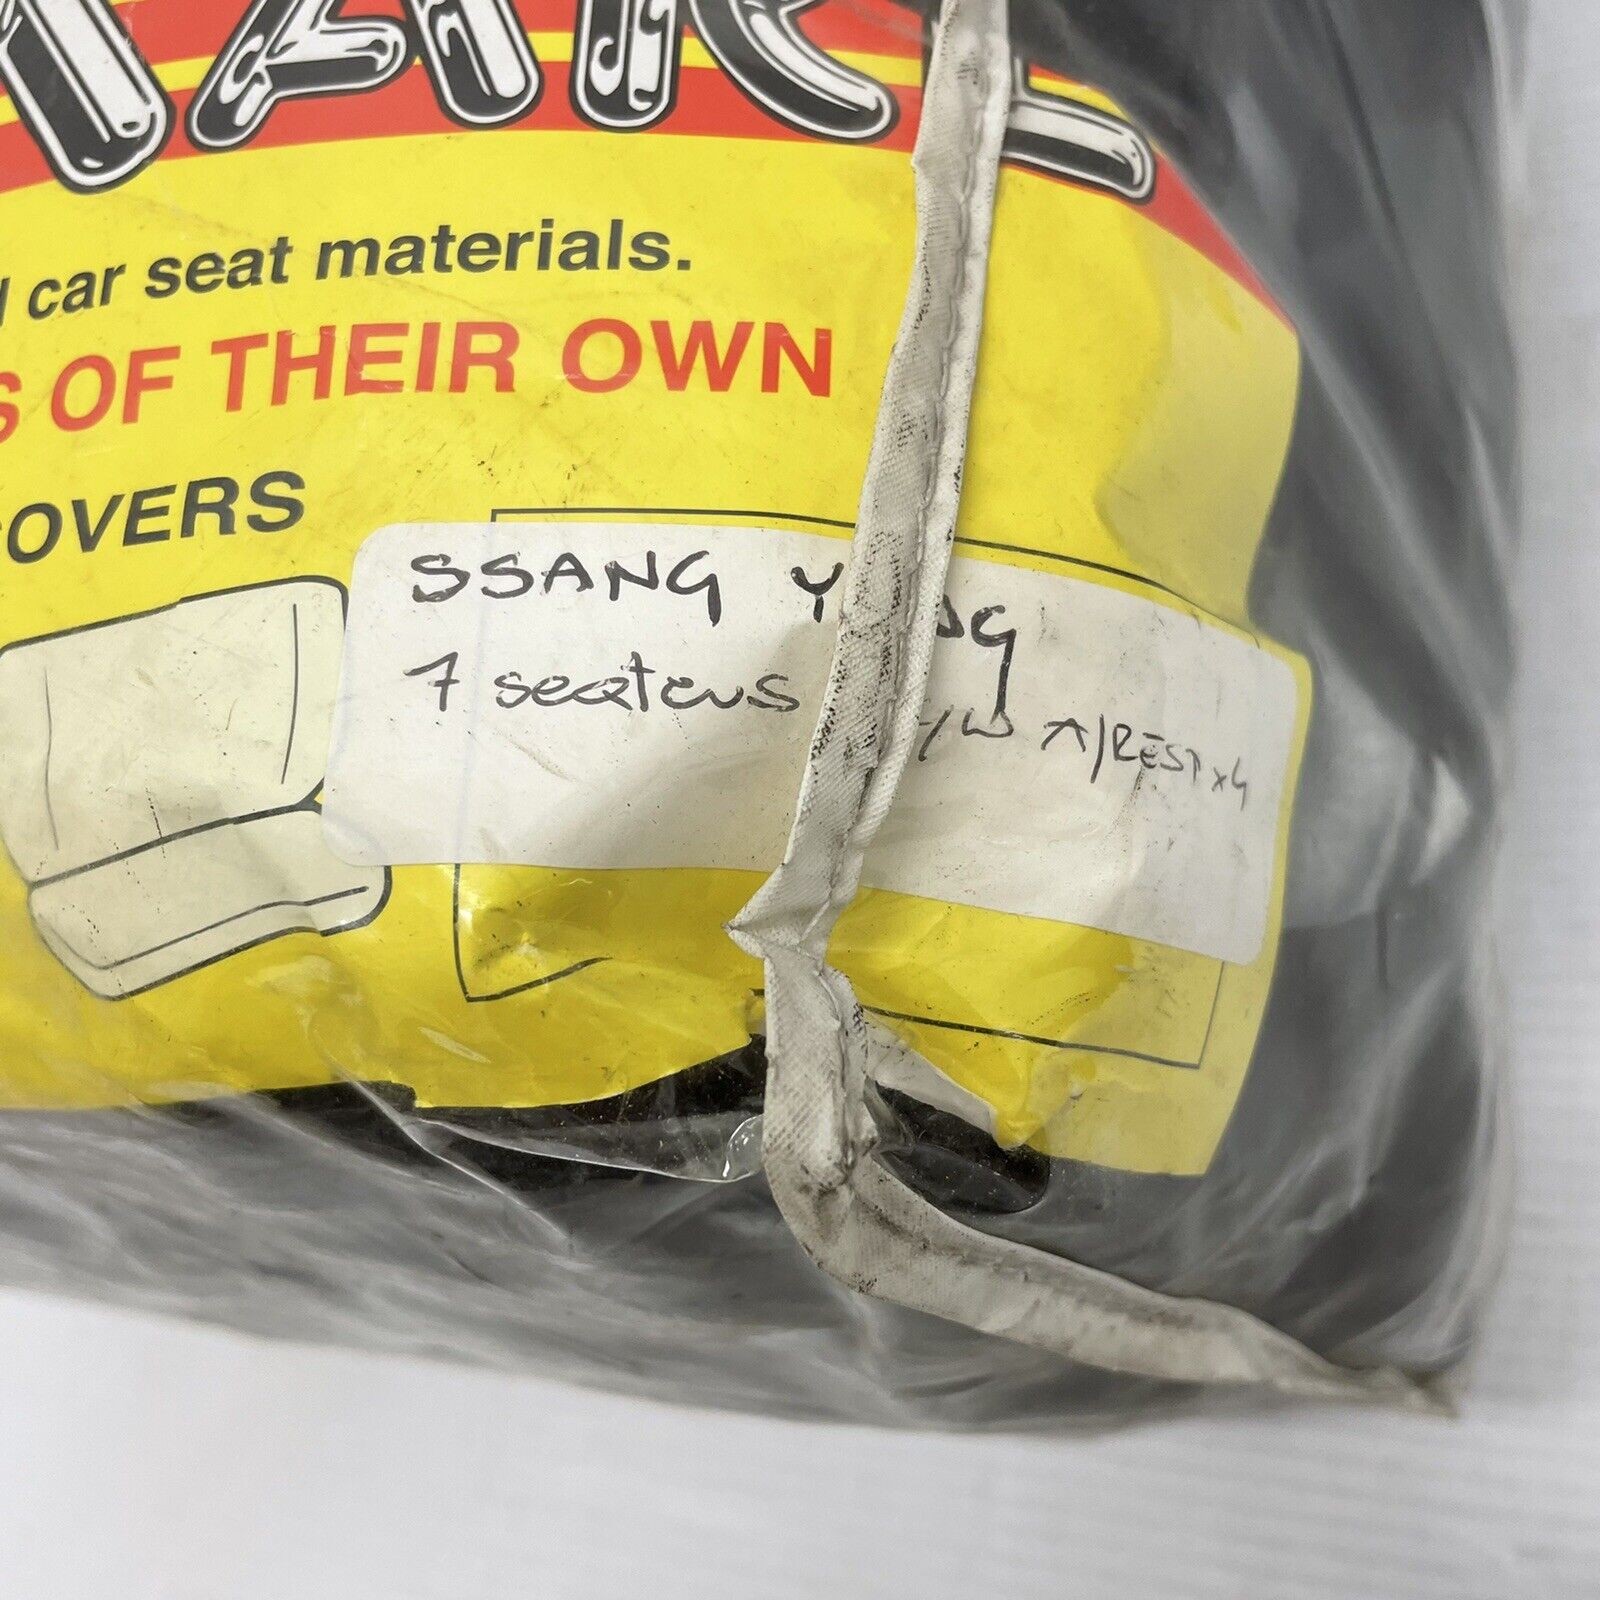 car seat materials.
OF THEIR OWN
OVERS
SSANG
7 seaters
/W A/REST x4